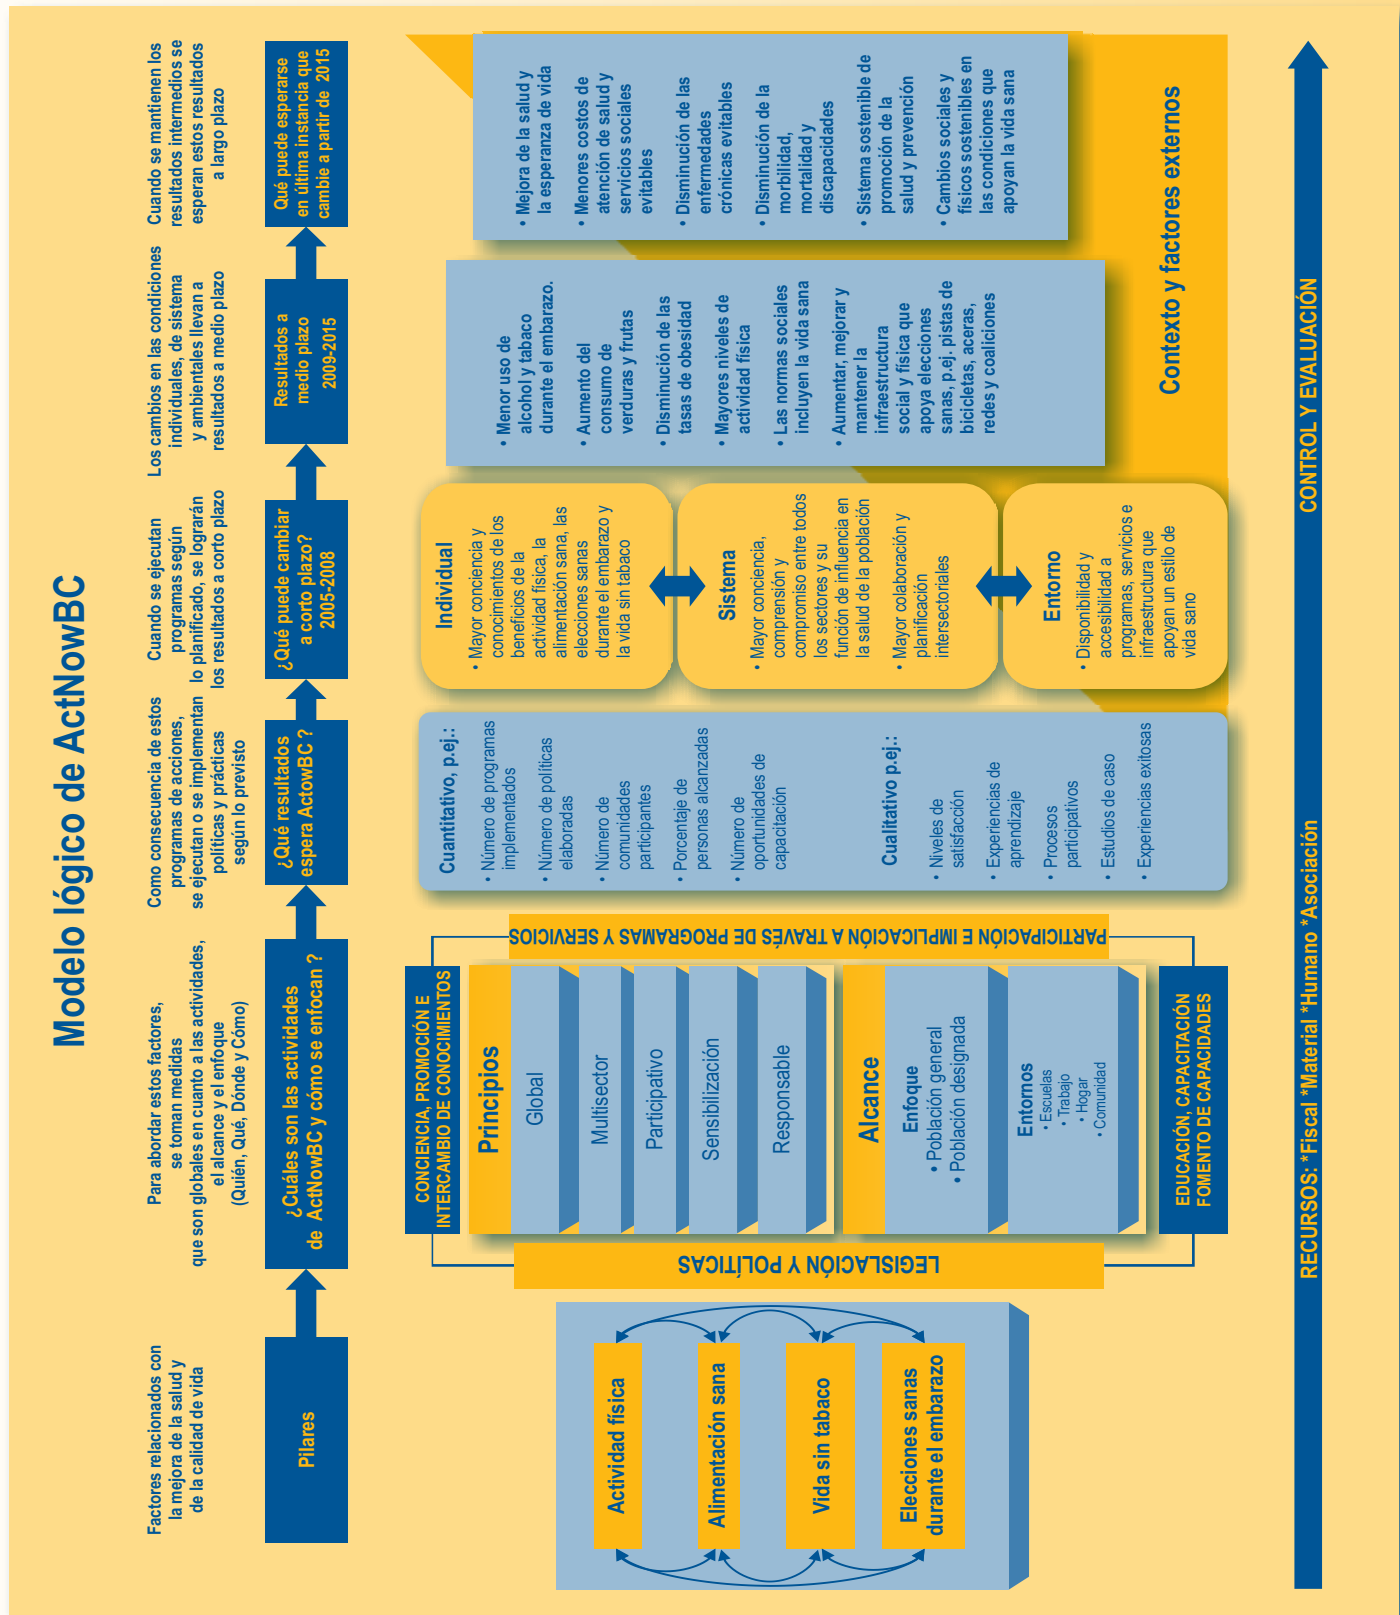 Modelo lógico de ActNowBC
Factores relacionados con
la mejora de la salud y
de la calidad de vida
Para abordar estos factores,
se toman medidas
que son globales en cuanto a las actividades,
el alcance y el enfoque
(Quién, Qué, Dónde y Cómo)
Como consecuencia de estos
programas de acciones,
se ejecutan o se implementan
políticas y prácticas
según lo previsto
Cuando se ejecutan
programas según
lo planificado, se lograrán
los resultados a corto plazo
Los cambios en las condiciones
individuales, de sistema
y ambientales llevan a
resultados a medio plazo
Cuando se mantienen los
resultados intermedios se
esperan estos resultados
a largo plazo
Pilares
¿Cuáles son las actividades
de ActNowBC y cómo se enfocan ?
¿Qué resultados
espera ActowBC ?
¿Qué puede cambiar
a corto plazo?
2005-2008
Resultados a
medio plazo
2009-2015
Qué puede esperarse
en última instancia que
cambie a partir de 2015
Actividad física
Alimentación sana
Vida sin tabaco
Elecciones sanas
durante el embarazo
LEGISLACIÓN Y POLÍTICAS
CONCIENCIA, PROMOCIÓN E
INTERCAMBIO DE CONOCIMIENTOS
Principios
Global
Multisector
Participativo
Sensibilización
Responsable
Alcance
Enfoque
• Población general
• Población designada
Entornos
• Escuelas
• Trabajo
• Hogar
• Comunidad
EDUCACIÓN, CAPACITACIÓN
FOMENTO DE CAPACIDADES
PARTICIPACIÓN E IMPLICACIÓN A TRAVÉS DE PROGRAMAS Y SERVICIOS
Cuantitativo, p.ej.:
• Número de programas
implementados
• Número de políticas
elaboradas
• Número de
comunidades
participantes
• Porcentaje de
personas alcanzadas
• Número de
oportunidades de
capacitación
Cualitativo p.ej.:
• Niveles de
satisfacción
• Experiencias de
aprendizaje
• Procesos
participativos
• Estudios de caso
• Experiencias exitosas
Individual
• Mayor conciencia y
conocimientos de los
beneficios de la
actividad física, la
alimentación sana, las
elecciones sanas
durante el embarazo y
la vida sin tabaco
Sistema
• Mayor conciencia,
comprensión y
compromiso entre todos
los sectores y su
función de influencia en
la salud de la población
• Mayor colaboración y
planificación
intersectoriales
Entorno
• Disponibilidad y
accesibilidad a
programas, servicios e
infraestructura que
apoyan un estilo de
vida sano
• Menor uso de
alcohol y tabaco
durante el embarazo.
• Aumento del
consumo de
verduras y frutas
• Disminución de las
tasas de obesidad
• Mayores niveles de
actividad física
• Las normas sociales
incluyen la vida sana
• Aumentar, mejorar y
mantener la
infraestructura
social y física que
apoya elecciones
sanas, p.ej. pistas de
bicicletas, aceras,
redes y coaliciones
• Mejora de la salud y
la esperanza de vida
• Menores costos de
atención de salud y
servicios sociales
evitables
• Disminución de las
enfermedades
crónicas evitables
• Disminución de la
morbilidad,
mortalidad y
discapacidades
• Sistema sostenible de
promoción de la
salud y prevención
• Cambios sociales y
físicos sostenibles en
las condiciones que
apoyan la vida sana
Contexto y factores externos
RECURSOS: *Fiscal *Material *Humano *Asociación
CONTROL Y EVALUACIÓN